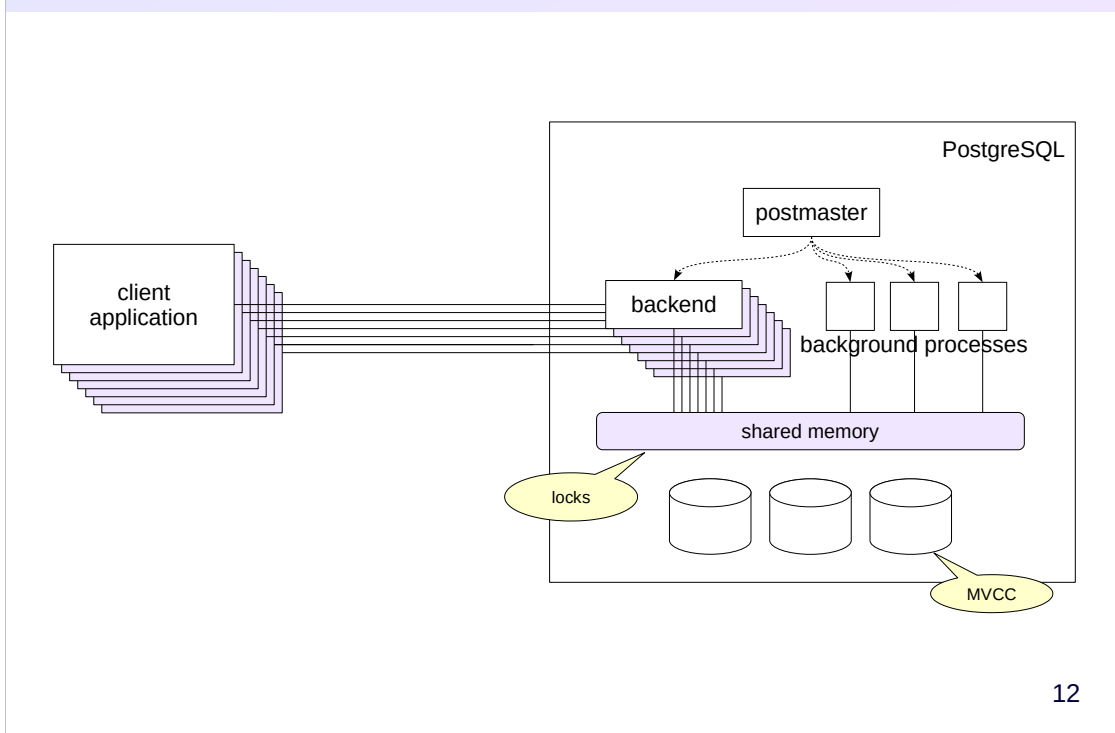 PostgreSQL
postmaster
client
application
backend
background processes
shared memory
locks
MVCC
12